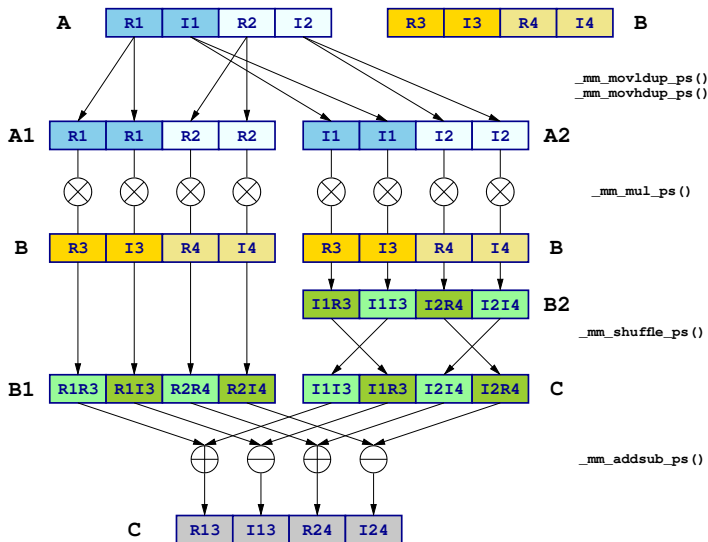 A R1 I1 R2 I2 R3 I3 R4 I4 B
_mm_movldup_ps()
_mm_movhdup_ps()
A1 R1 R1 R2 R2 I1 I1 I2 I2 A2
_mm_mul_ps()
B R3 I3 R4 I4 R3 I3 R4 I4 B
I1R3 I1I3 I2R4 I2I4 B2
_mm_shuffle_ps()
B1 R1R3 R1I3 R2R4 R2I4 I1I3 I1R3 I2I4 I2R4 C
_mm_addsub_ps()
C R13 I13 R24 I24